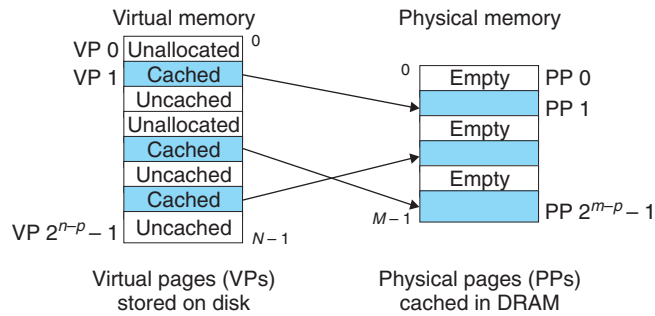 Virtual memory
Physical memory
VP 0 Unallocated 0
VP 1 Cached
Uncached
Unallocated
Cached
Uncached
Cached
VP 2ⁿ⁻ᵖ – 1 Uncached
N – 1
0
Empty PP 0
PP 1
Empty
Empty
M – 1
PP 2ᵐ⁻ᵖ – 1
Virtual pages (VPs)
stored on disk
Physical pages (PPs)
cached in DRAM